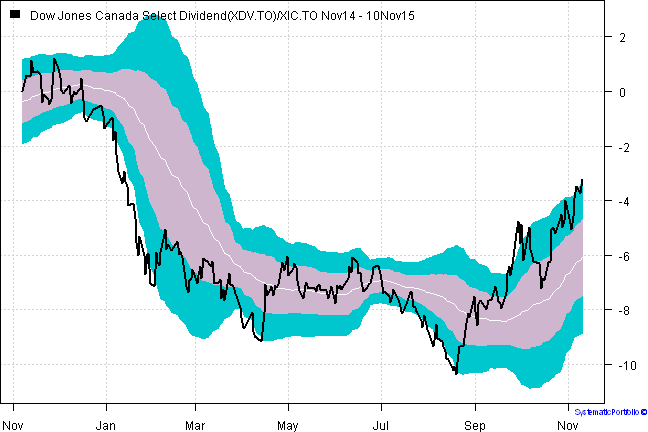 Dow Jones Canada Select Dividend(XDV.TO)/XIC.TO Nov14 - 10Nov15
2
0
-2
-4
-6
-8
-10
Nov Jan Mar May Jul Sep Nov
SystematicPortfolio ©